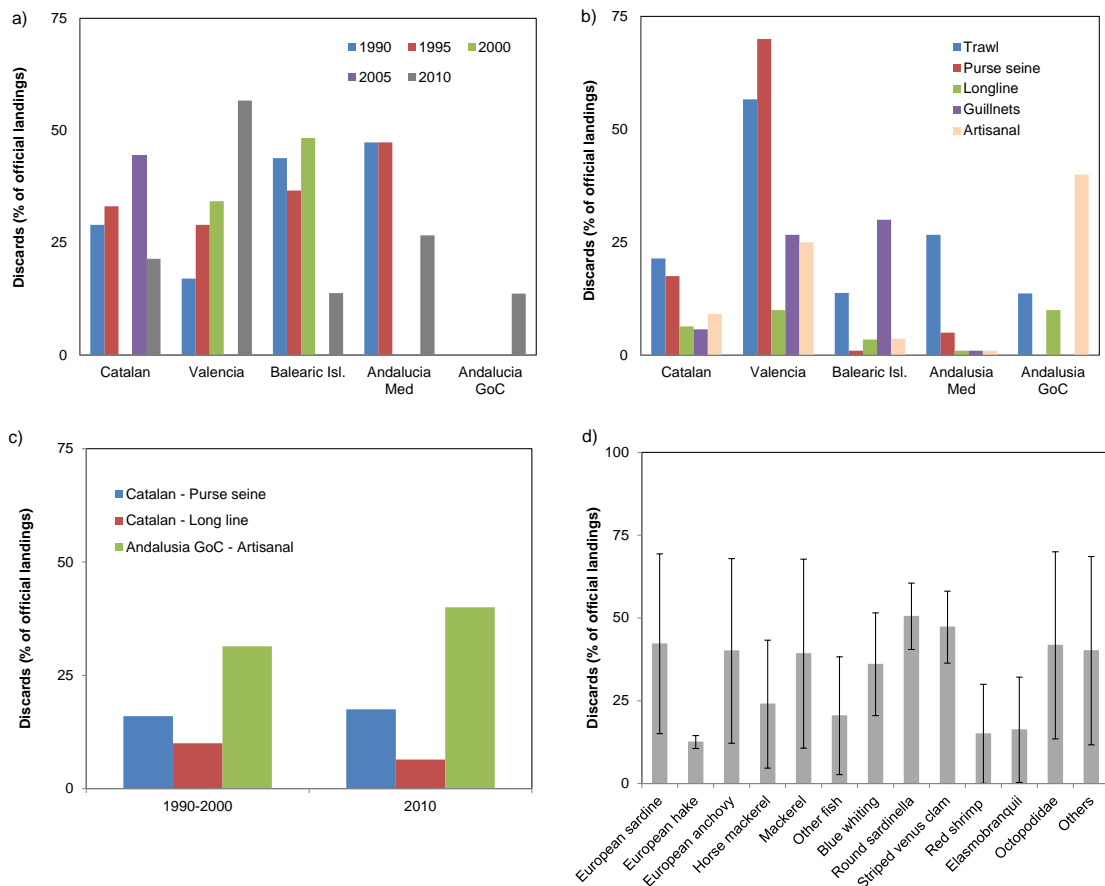 a)
Discards (% of official landings)
75
50
25
0
1990 1995 2000
2005 2010
Catalan Valencia Balearic Isl. Andalucia Med Andalucia GoC
b)
Discards (% of official landings)
75
50
25
0
Trawl
Purse seine
Longline
Guillnets
Artisanal
Catalan Valencia Balearic Isl. Andalusia Med Andalusia GoC
c)
Discards (% of official landings)
75
50
25
0
Catalan - Purse seine
Catalan - Long line
Andalusia GoC - Artisanal
1990-2000 2010
d)
Discards (% of official landings)
100
75
50
25
0
European sardine
European hake
European anchovy
Horse mackerel
Mackerel
Other fish
Blue whiting
Round sardinella
Striped venus clam
Red shrimp
Elasmobranquii
Octopodidae
Others